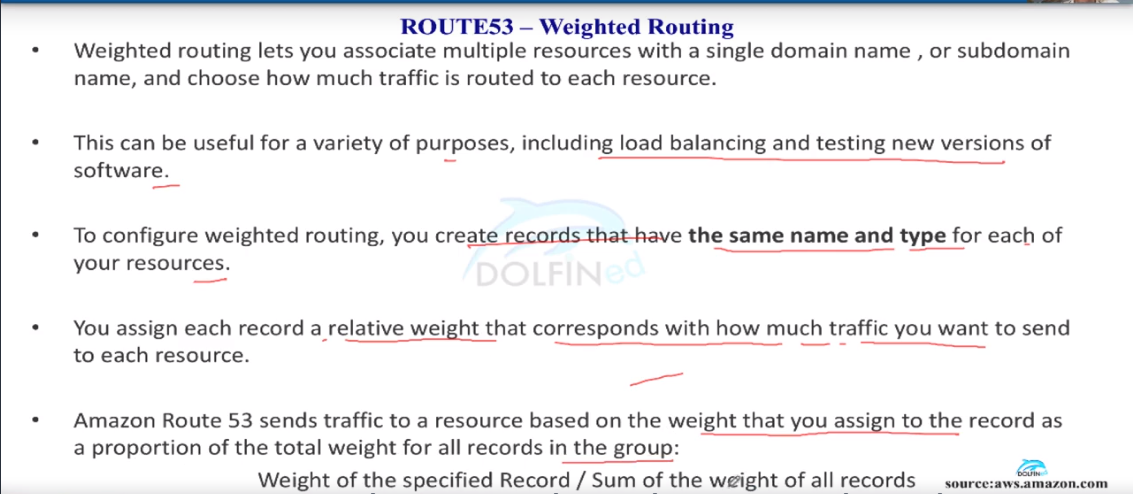 ROUTE53 – Weighted Routing
• Weighted routing lets you associate multiple resources with a single domain name , or subdomain
name, and choose how much traffic is routed to each resource.
• This can be useful for a variety of purposes, including load balancing and testing new versions of
software.
• To configure weighted routing, you create records that have the same name and type for each of
your resources.
DOLFINed
• You assign each record a relative weight that corresponds with how much traffic you want to send
to each resource.
• Amazon Route 53 sends traffic to a resource based on the weight that you assign to the record as
a proportion of the total weight for all records in the group:
Weight of the specified Record / Sum of the weight of all records
DOLFIN
source:aws.amazon.com